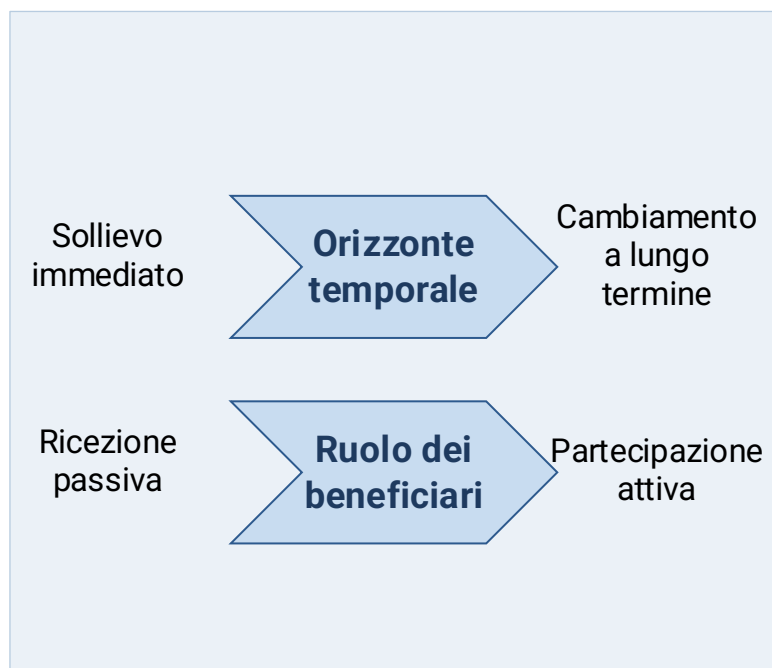 Sollievo
immediato
Orizzonte
temporale
Cambiamento
a lungo
termine
Ricezione
passiva
Ruolo dei
beneficiari
Partecipazione
attiva